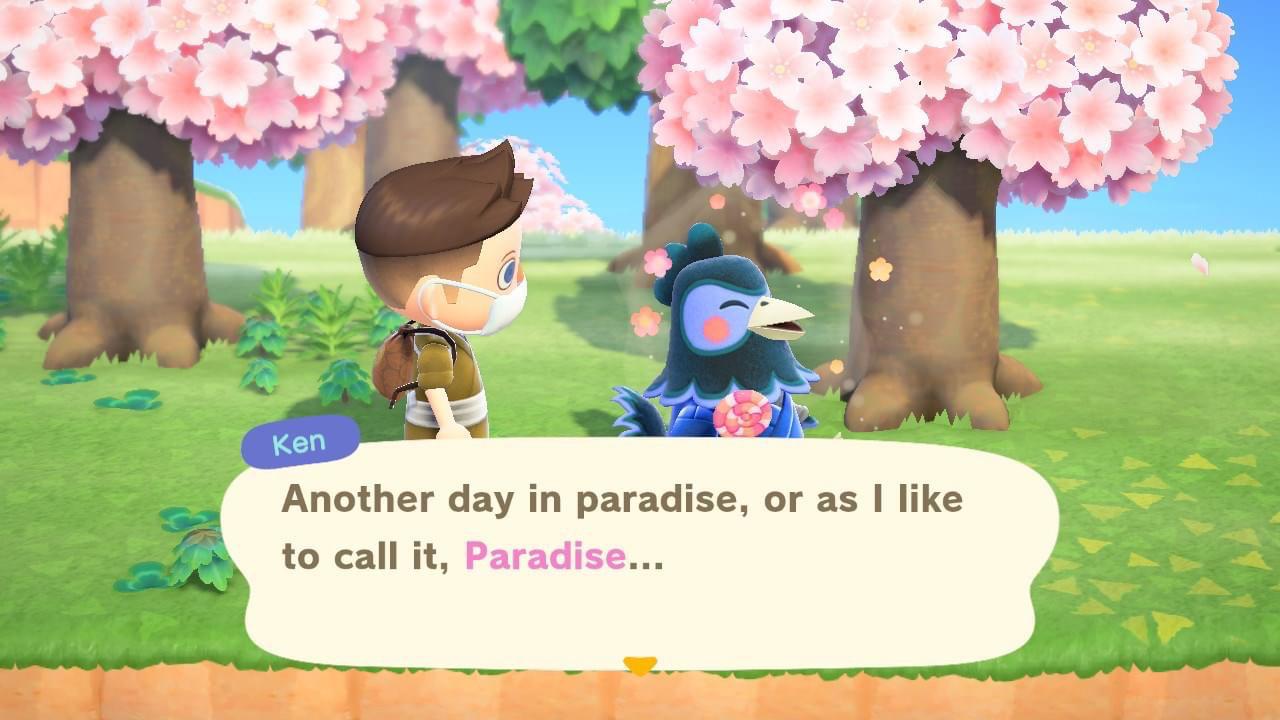 Ken
Another day in paradise, or as I like
to call it, Paradise...